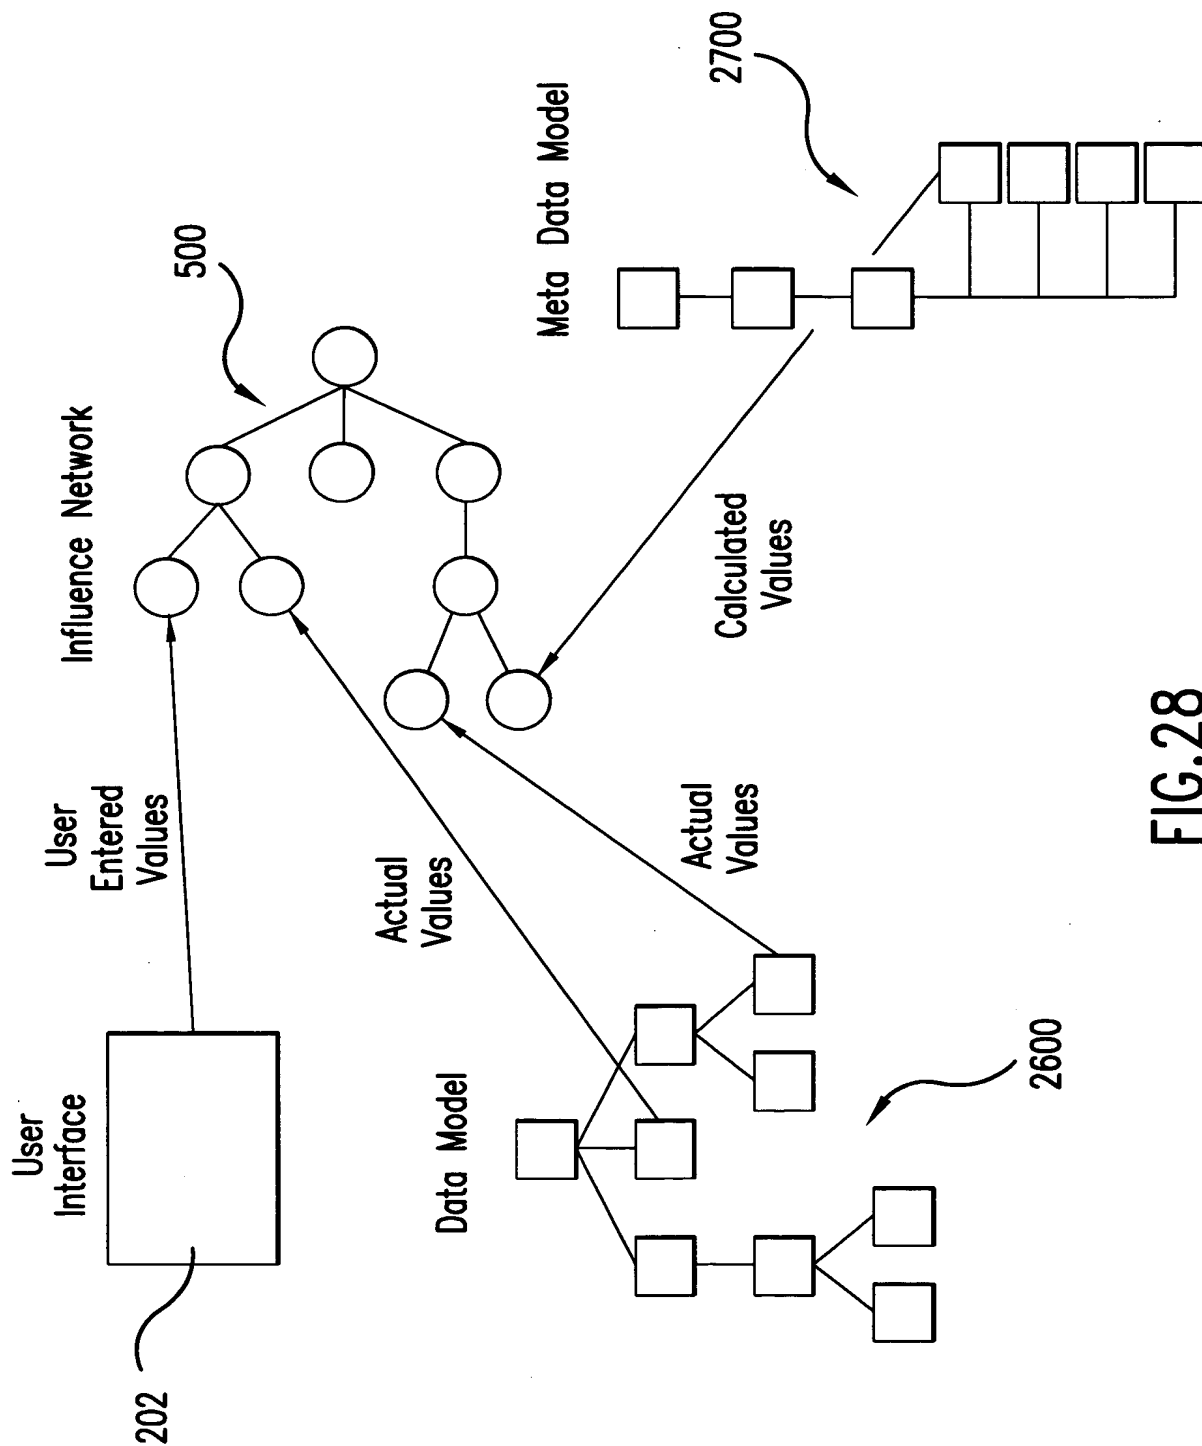 User
Interface
202
User
Entered
Values
Influence Network
500
Actual
Values
Data Model
2600
Actual
Values
Calculated
Values
Meta Data Model
2700
FIG.28